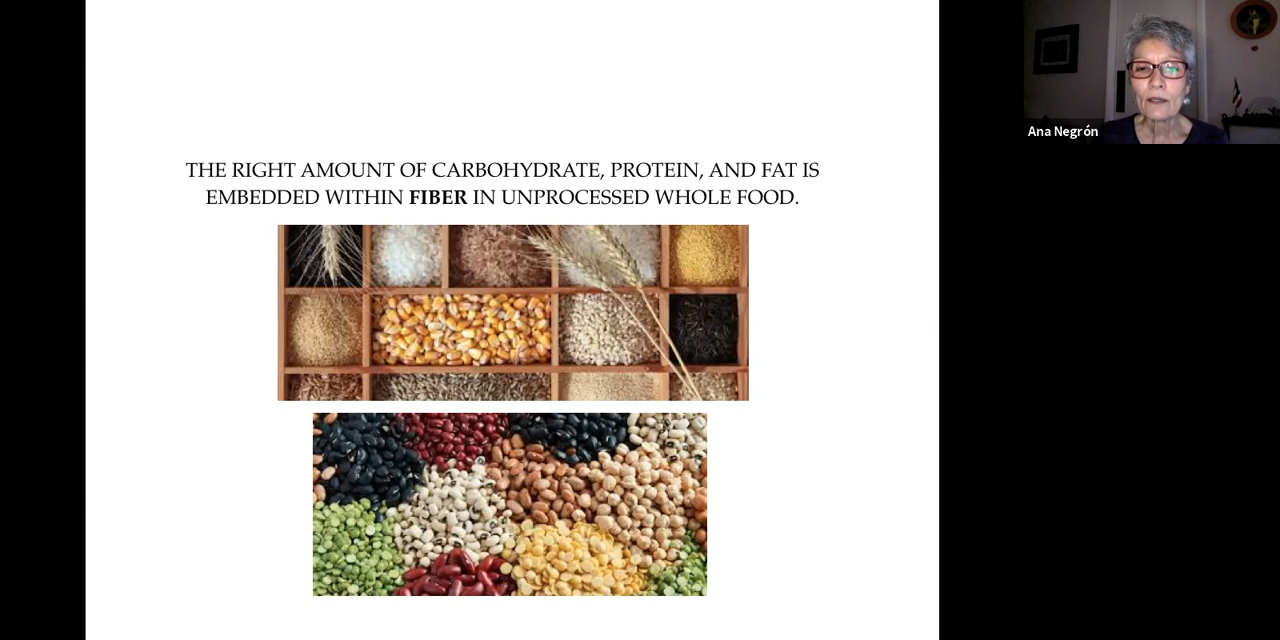 THE RIGHT AMOUNT OF CARBOHYDRATE, PROTEIN, AND FAT IS
EMBEDDED WITHIN FIBER IN UNPROCESSED WHOLE FOOD.
Ana Negrón